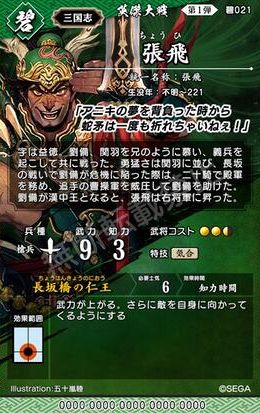 碧
三国志
英傑大戦
第1弾
碧021
ちょうひ
張飛
統一名称:張飛
生没年:不明~221
「アニキの夢を背負った時から
蛇矛は一度も折れちゃいねぇ!」
字は益徳。劉備、関羽を兄のように慕い、義兵を
起こして共に戦った。勇猛さは関羽に並び、長坂
の戦いで劉備が危機に陥った際は、二十騎で殿軍
を務め、追手の曹操軍を威圧して劉備を助けた。
劉備が漢中王となると、張飛は右将軍に昇った。
兵種 武力 知力 武将コスト
槍兵 9 3
特技 気合
ちょうはんきょうのにおう
長坂橋の仁王
必要士気 6
効果時間 知力時間
効果範囲
武力が上がる。さらに敵を自身に向かってく
るようにする
Illustration:五十嵐睦
©SEGA
0000-0000-0000-0000-0000